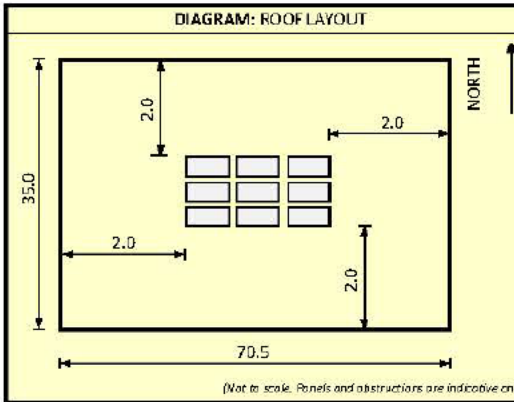 DIAGRAM: ROOF LAYOUT
NORTH
2.0
2.0
35.0
2.0
2.0
70.5
(Not to scale. Panels and obstructions are indicative